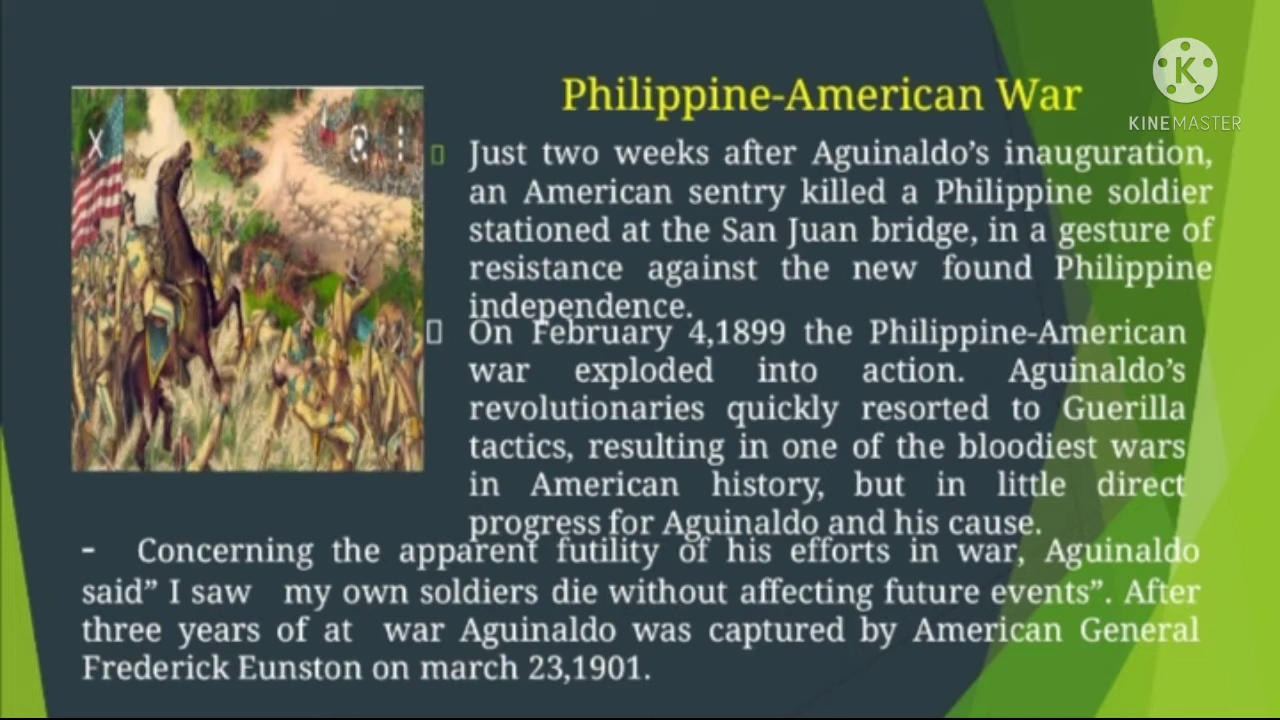 Philippine-American War
KINEMASTER
Just two weeks after Aguinaldo’s inauguration,
an American sentry killed a Philippine soldier
stationed at the San Juan bridge, in a gesture of
resistance against the new found Philippine
independence.
On February 4,1899 the Philippine-American
war exploded into action. Aguinaldo’s
revolutionaries quickly resorted to Guerilla
tactics, resulting in one of the bloodiest wars
in American history, but in little direct
progress for Aguinaldo and his cause.
- Concerning the apparent futility of his efforts in war, Aguinaldo
said” I saw my own soldiers die without affecting future events”. After
three years of at war Aguinaldo was captured by American General
Frederick Eunston on march 23,1901.